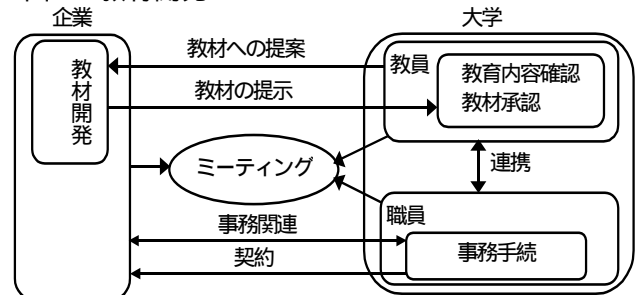 企業
大学
教材開発
教材への提案
教材の提示
教員
教育内容確認
教材承認
ミーティング
連携
職員
事務関連
契約
事務手続